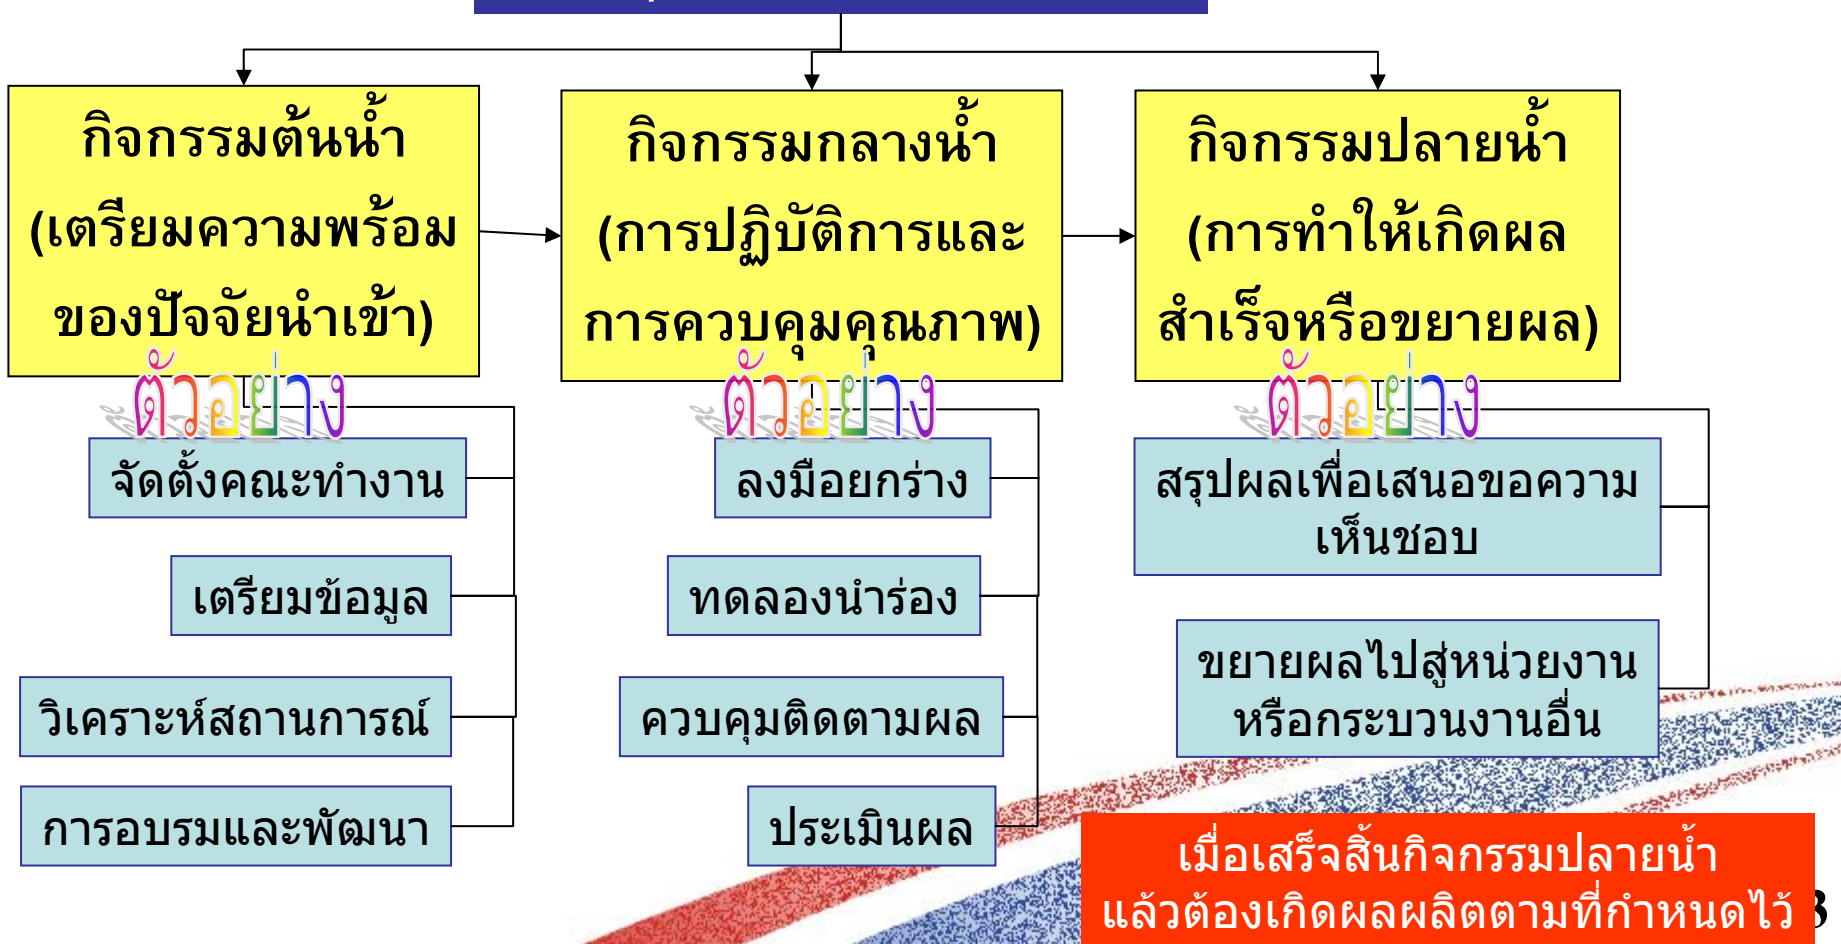 กิจกรรมต้นน้ำ
(เตรียมความพร้อม
ของปัจจัยนำเข้า)
กิจกรรมกลางน้ำ
(การปฏิบัติการและ
การควบคุมคุณภาพ)
กิจกรรมปลายน้ำ
(การทำให้เกิดผล
สำเร็จหรือขยายผล)
ตัวอย่าง
จัดตั้งคณะทำงาน
เตรียมข้อมูล
วิเคราะห์สถานการณ์
การอบรมและพัฒนา
ตัวอย่าง
ลงมือยกร่าง
ทดลองนำร่อง
ควบคุมติดตามผล
ประเมินผล
ตัวอย่าง
สรุปผลเพื่อเสนอขอความ
เห็นชอบ
ขยายผลไปสู่หน่วยงาน
หรือกระบวนงานอื่น
เมื่อเสร็จสิ้นกิจกรรมปลายน้ำ
แล้วต้องเกิดผลผลิตตามที่กำหนดไว้